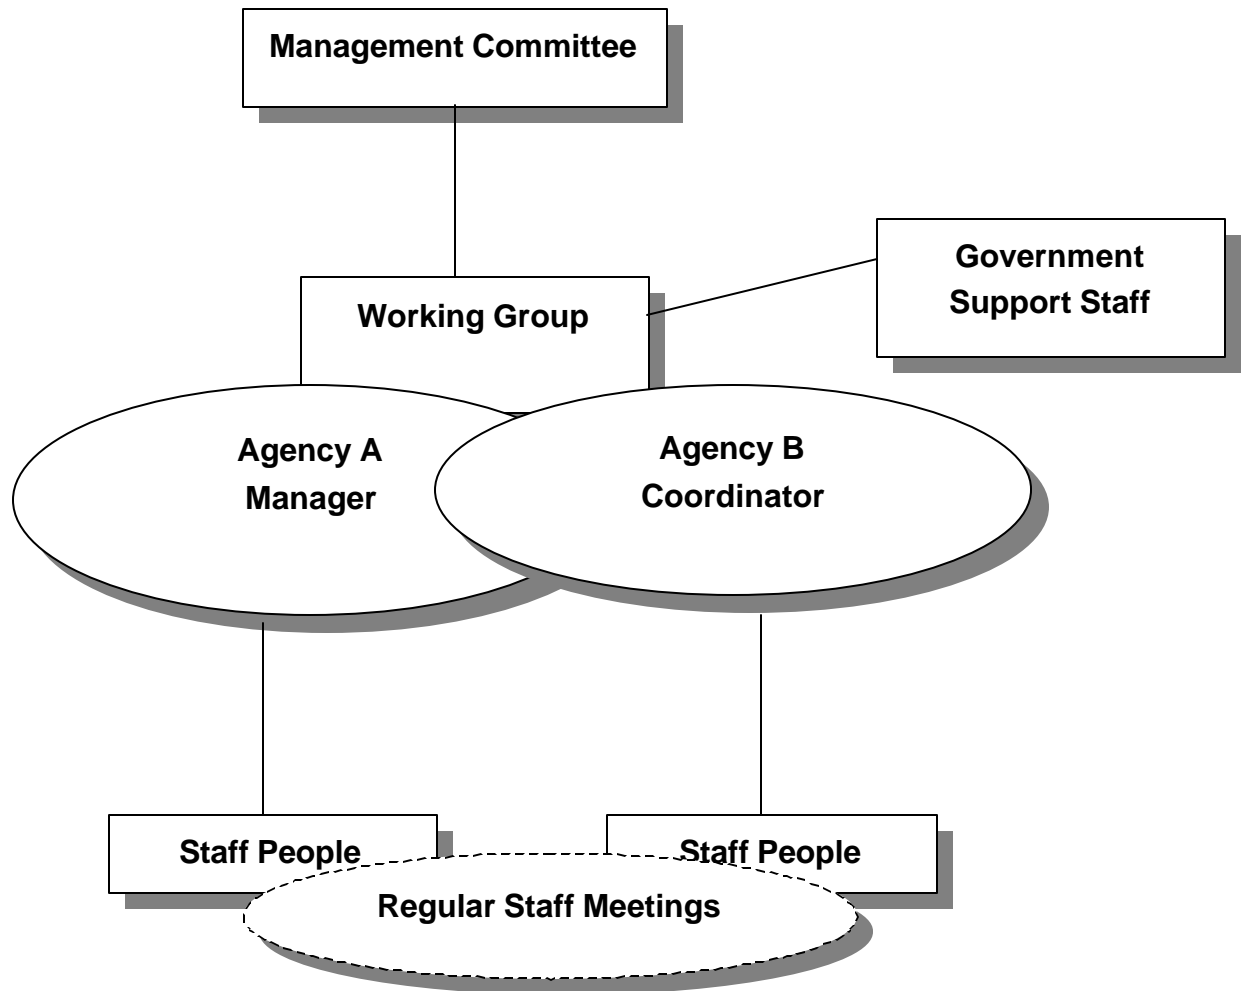 Management Committee
Government
Support Staff
Working Group
Agency A
Manager
Agency B
Coordinator
Staff People
Staff People
Regular Staff Meetings